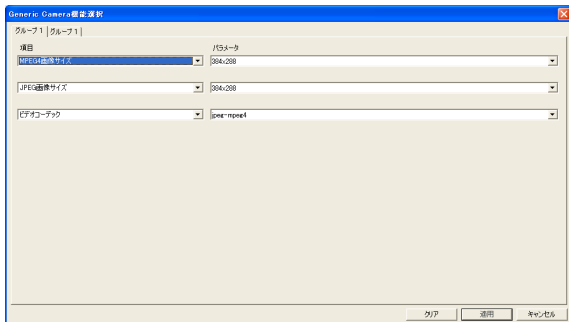 Generic Camera機能選択
グループ1 グループ1
項目 パラメータ
MPEG4画像サイズ 384x288
JPEG画像サイズ 384x288
ビデオコーデック jpeg-mpeg4
クリア 適用 キャンセル